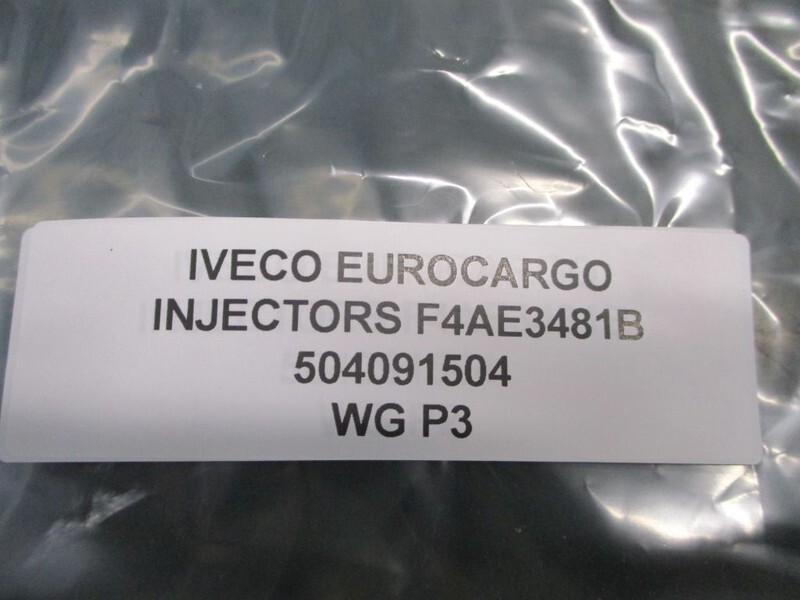 IVECO EUROCARGO
INJECTORS F4AE3481B
504091504
WG P3